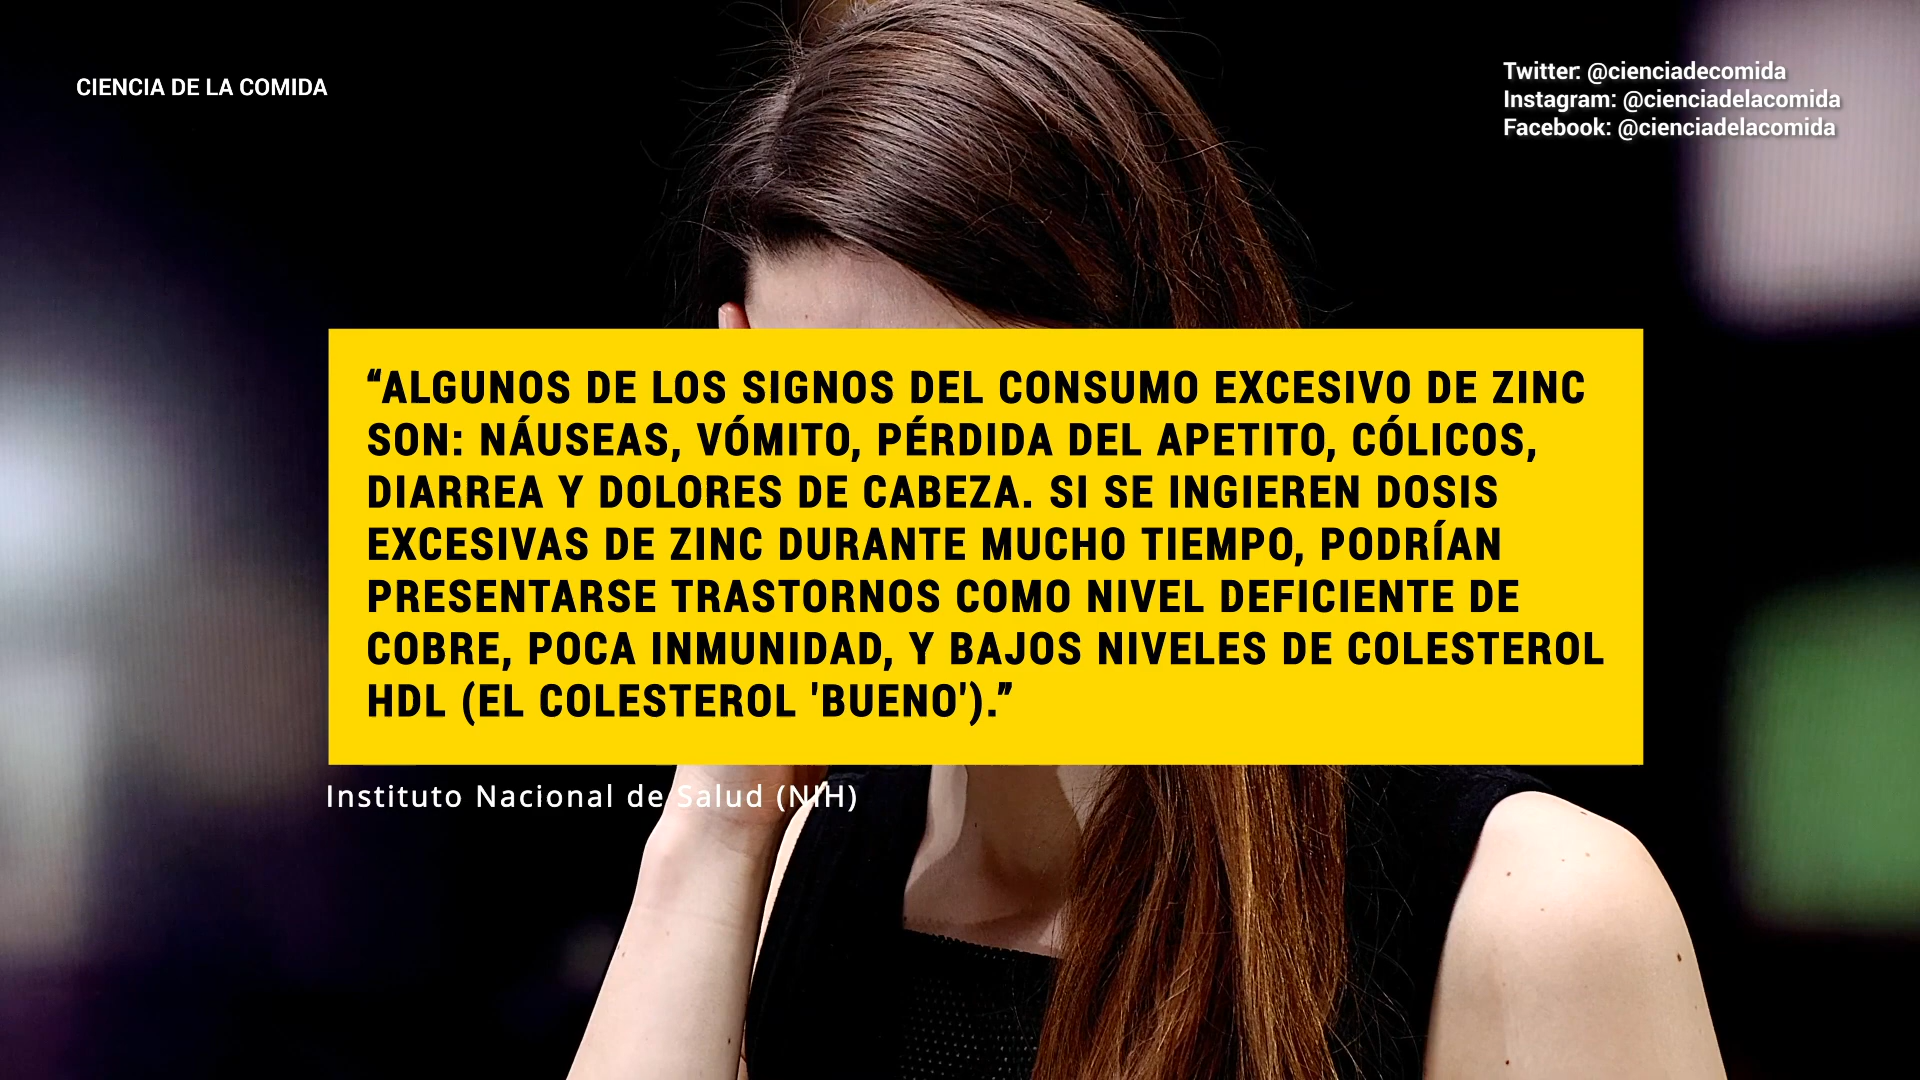 CIENCIA DE LA COMIDA
Twitter: @cienciadecomida
Instagram: @cienciadelacomida
Facebook: @cienciadelacomida
“ALGUNOS DE LOS SIGNOS DEL CONSUMO EXCESIVO DE ZINC
SON: NÁUSEAS, VÓMITO, PÉRDIDA DEL APETITO, CÓLICOS,
DIARREA Y DOLORES DE CABEZA. SI SE INGIEREN DOSIS
EXCESIVAS DE ZINC DURANTE MUCHO TIEMPO, PODRÍAN
PRESENTARSE TRASTORNOS COMO NIVEL DEFICIENTE DE
COBRE, POCA INMUNIDAD, Y BAJOS NIVELES DE COLESTEROL
HDL (EL COLESTEROL 'BUENO').”
Instituto Nacional de Salud (NIH)